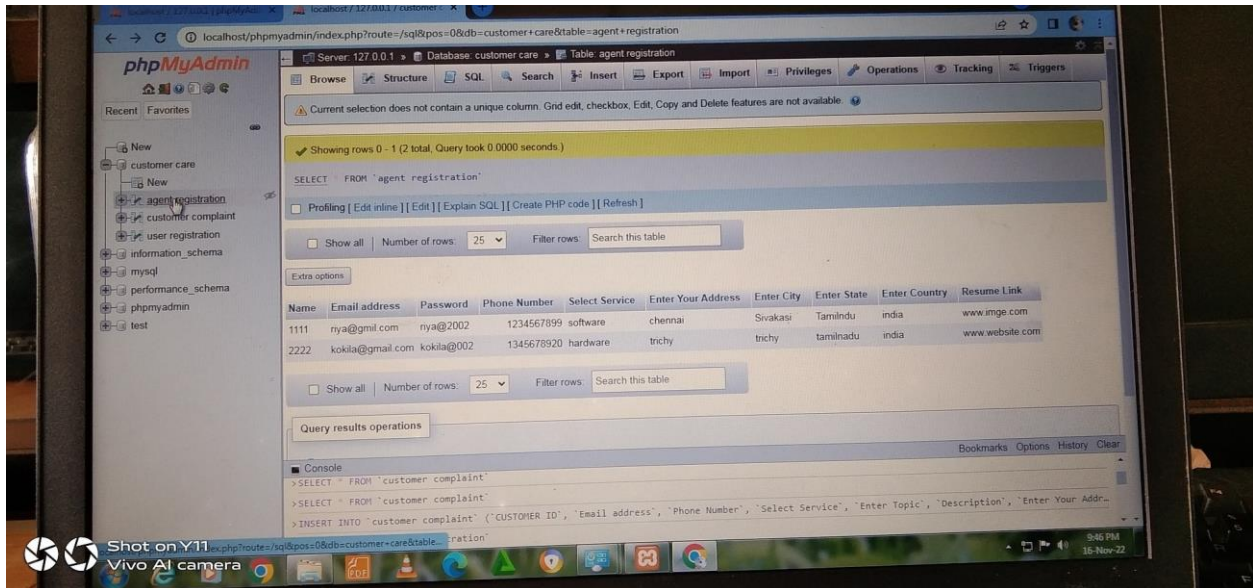 localhost / 127.0.0.1 / customer c
localhost/phpmyadmin/index.php?route=/sql&pos=0&db=customer+care&table=agent+registration
phpMyAdmin
Recent Favorites
New
customer care
New
agent registration
customer complaint
user registration
information_schema
mysql
performance_schema
phpmyadmin
test
Server: 127.0.0.1 » Database: customer care » Table: agent registration
Browse Structure SQL Search Insert Export Import Privileges Operations Tracking Triggers
Current selection does not contain a unique column. Grid edit, checkbox, Edit, Copy and Delete features are not available.
Showing rows 0 - 1 (2 total, Query took 0.0000 seconds.)
SELECT * FROM `agent registration`
Profiling [ Edit inline ] [ Edit ] [ Explain SQL ] [ Create PHP code ] [ Refresh ]
Show all | Number of rows: 25 Filter rows: Search this table
Extra options
Name Email address Password Phone Number Select Service Enter Your Address Enter City Enter State Enter Country Resume Link
1111 riya@gmil.com riya@2002 1234567899 software chennai Sivakasi Tamilndu india www.imge.com
2222 kokila@gmail.com kokila@002 1345678920 hardware trichy trichy tamilnadu india www.website.com
Show all | Number of rows: 25 Filter rows: Search this table
Query results operations
Bookmarks Options History Clear
Console
>SELECT * FROM `customer complaint`
>SELECT * FROM `customer complaint`
>INSERT INTO `customer complaint` (`CUSTOMER ID`, `Email address`, `Phone Number`, `Select Service`, `Enter Topic`, `Description`, `Enter Your Addr…
Shot on Y11
Vivo AI camera
PDF
9:46 PM
16-Nov-22